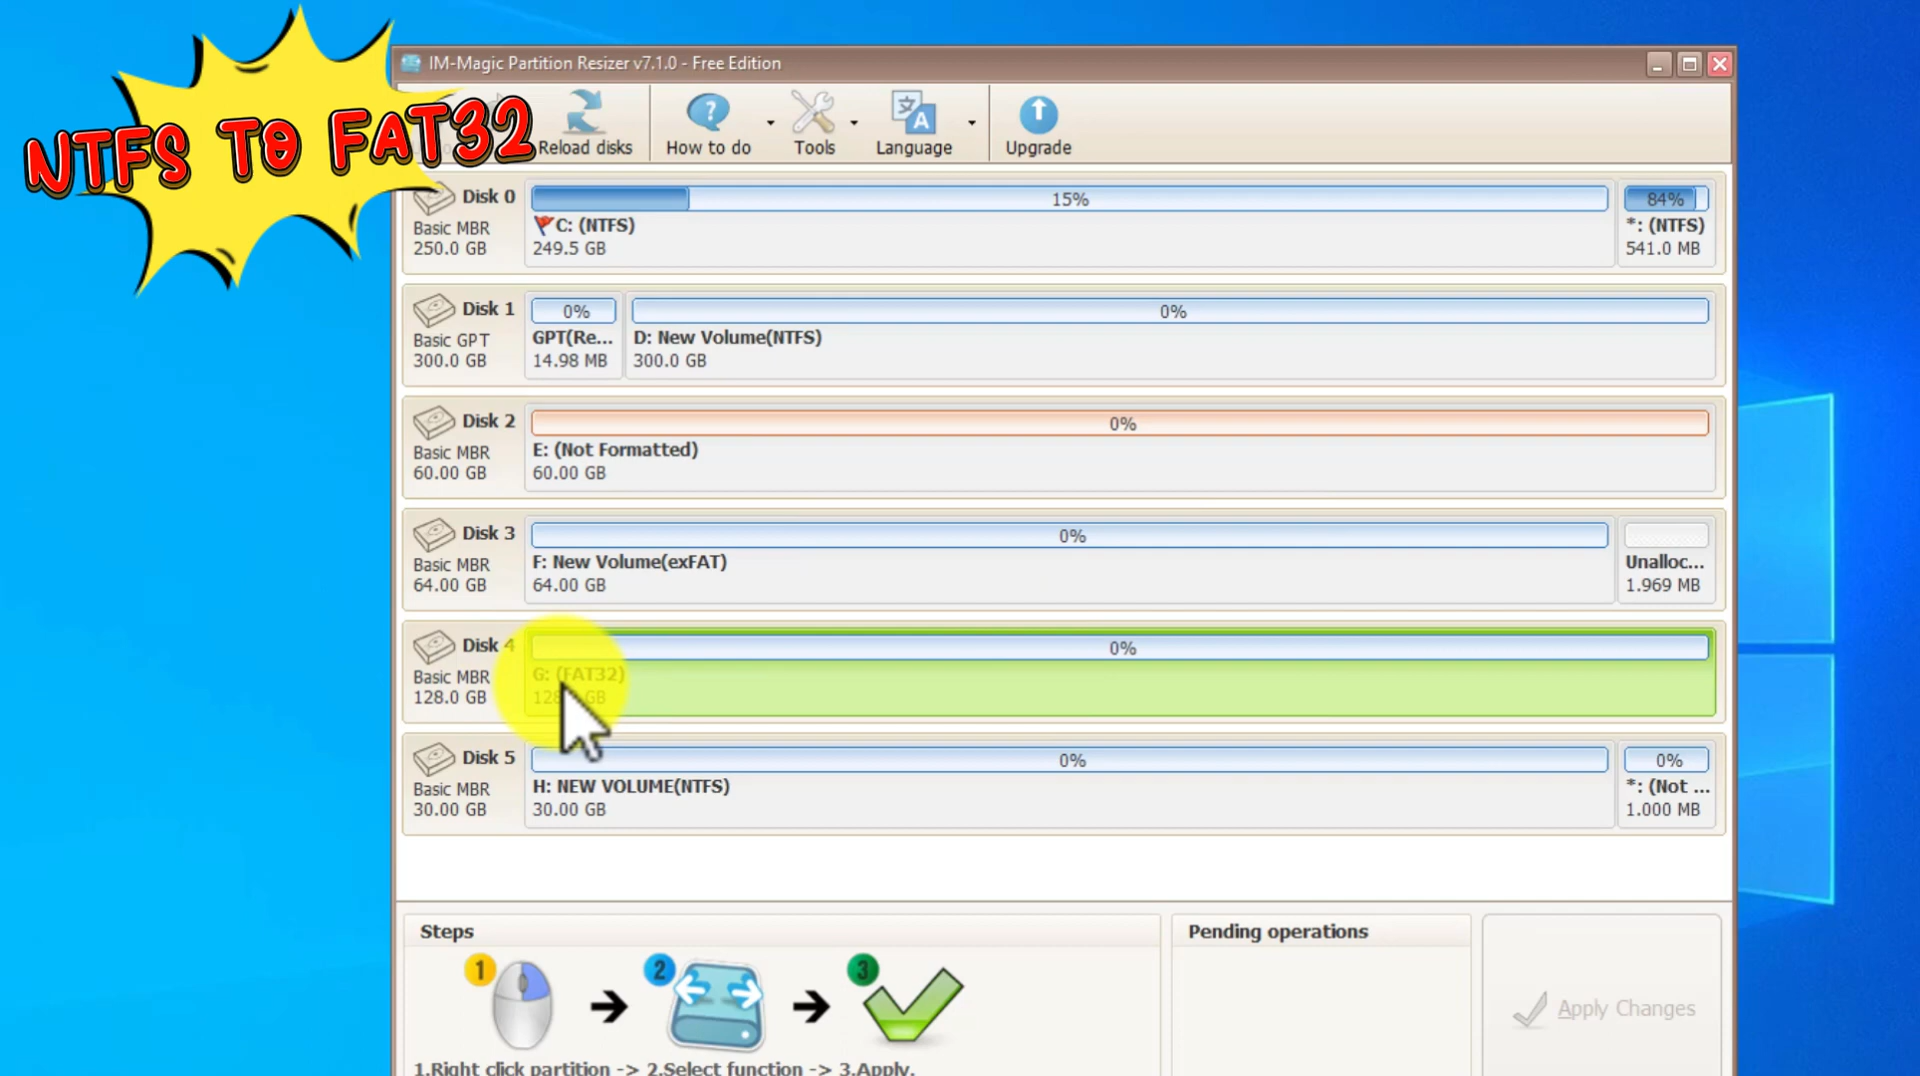 NTFS TO FAT32
IM-Magic Partition Resizer v7.1.0 - Free Edition
Reload disks
How to do
Tools
Language
Upgrade
Disk 0
Basic MBR
250.0 GB
15%
C: (NTFS)
249.5 GB
84%
*: (NTFS)
541.0 MB
Disk 1
Basic GPT
300.0 GB
0%
GPT(Re...
14.98 MB
0%
D: New Volume(NTFS)
300.0 GB
Disk 2
Basic MBR
60.00 GB
0%
E: (Not Formatted)
60.00 GB
Disk 3
Basic MBR
64.00 GB
0%
F: New Volume(exFAT)
64.00 GB
Unalloc...
1.969 MB
Disk 4
Basic MBR
128.0 GB
0%
G: (FAT32)
GB
Disk 5
Basic MBR
30.00 GB
0%
H: NEW VOLUME(NTFS)
30.00 GB
0%
*: (Not ...
1.000 MB
Steps
1
2
3
1.Right click partition -> 2.Select function -> 3.Apply.
Pending operations
Apply Changes